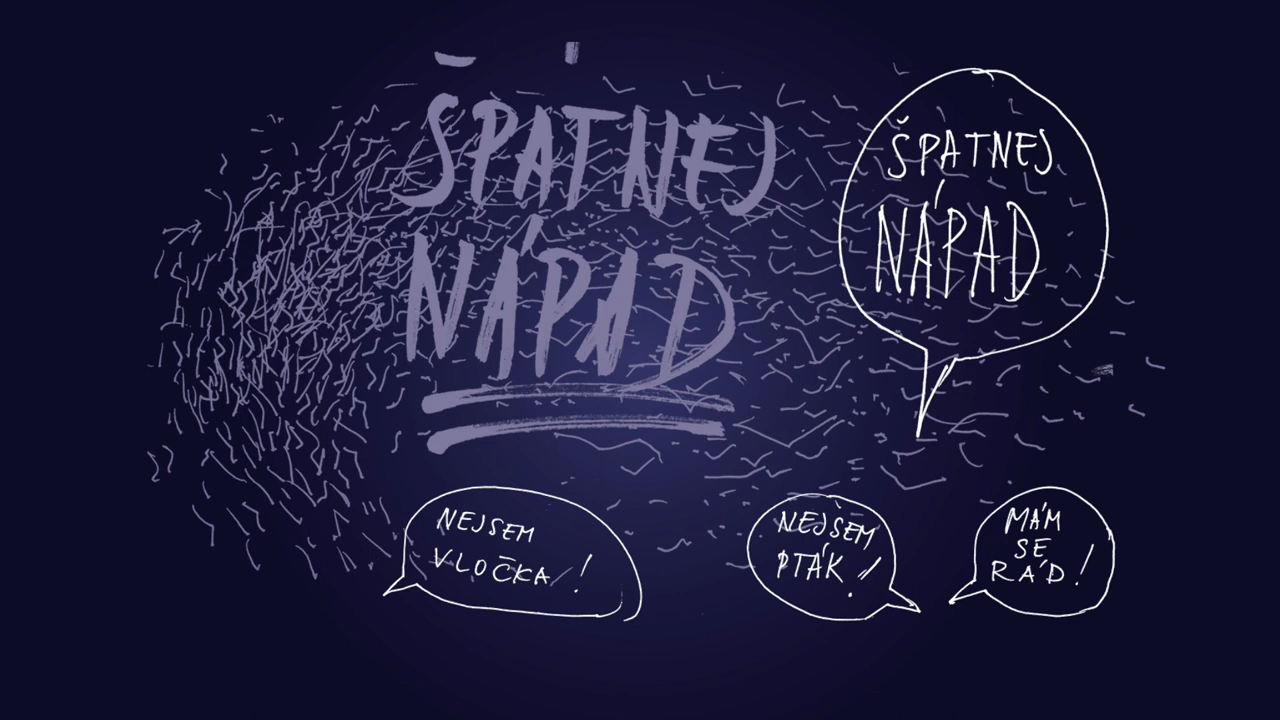 ŠPATNEJ
NÁPAD
ŠPATNEJ
NÁPAD
NEJSEM
VLOČKA!
NEJSEM
PTÁK!
MÁM
SE
RÁD!